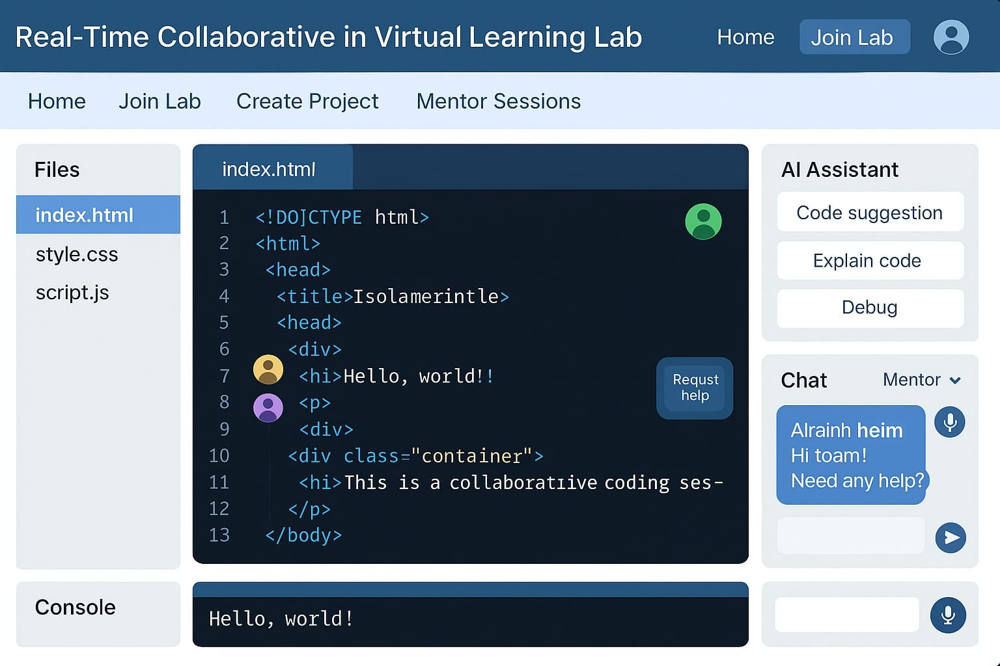 Real-Time Collaborative in Virtual Learning Lab
Home
Join Lab
Home
Join Lab
Create Project
Mentor Sessions
Files
index.html
style.css
script.js
index.html
1 <!DO]CTYPE html>
2 <html>
3 <head>
4 <title>Isolamerintle>
5 <head>
6 <div>
7 <hi>Hello, world!!
8 <p>
9 <div>
10 <div class="container">
11 <hi>This is a collaboratıive coding ses-
12 </p>
13 </body>
Requst
help
AI Assistant
Code suggestion
Explain code
Debug
Chat
Mentor
Alrainh heim
Hi toam!
Need any help?
Console
Hello, world!